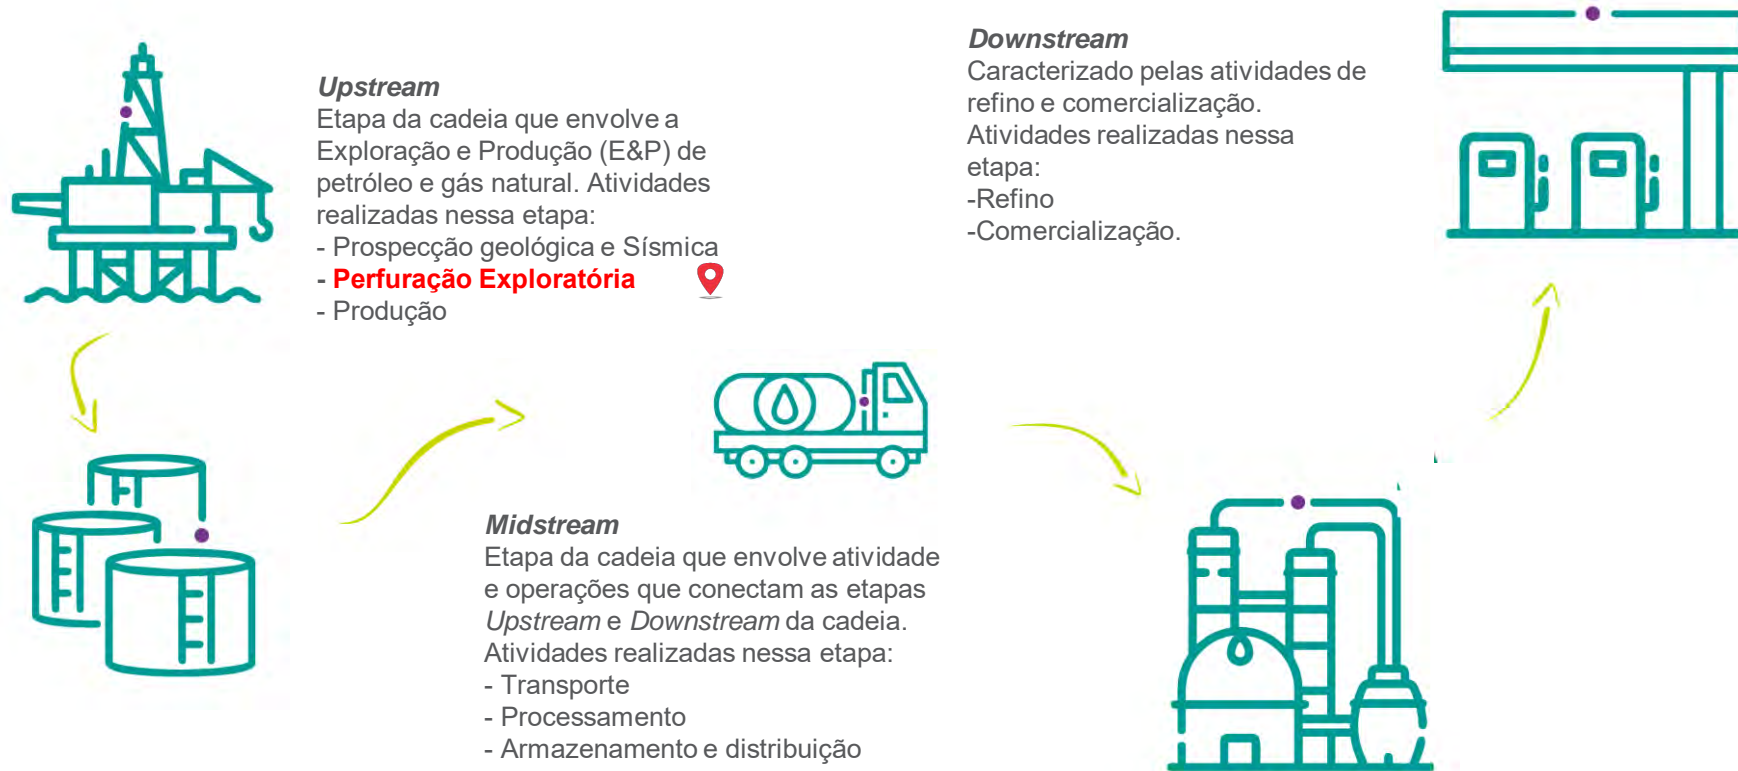 Upstream
Etapa da cadeia que envolve a
Exploração e Produção (E&P) de
petróleo e gás natural. Atividades
realizadas nessa etapa:
- Prospecção geológica e Sísmica
- Perfuração Exploratória
- Produção
Downstream
Caracterizado pelas atividades de
refino e comercialização.
Atividades realizadas nessa
etapa:
-Refino
-Comercialização.
Midstream
Etapa da cadeia que envolve atividade
e operações que conectam as etapas
Upstream e Downstream da cadeia.
Atividades realizadas nessa etapa:
- Transporte
- Processamento
- Armazenamento e distribuição